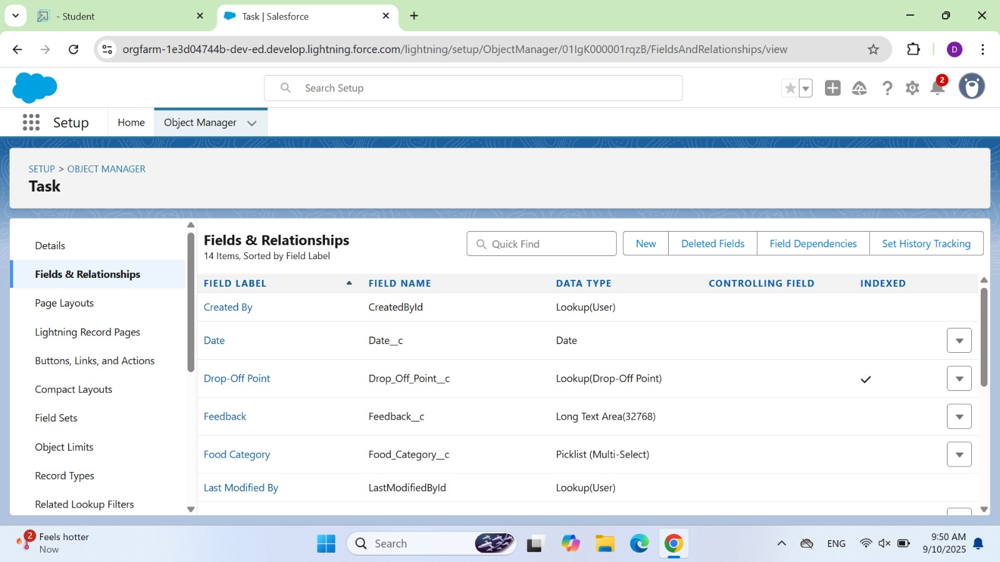 - Student
Task | Salesforce
orgfarm-1e3d04744b-dev-ed.develop.lightning.force.com/lightning/setup/ObjectManager/01IgK000001rqzB/FieldsAndRelationships/view
D
Search Setup
2
Setup
Home
Object Manager
SETUP > OBJECT MANAGER
Task
Details
Fields & Relationships
Page Layouts
Lightning Record Pages
Buttons, Links, and Actions
Compact Layouts
Field Sets
Object Limits
Record Types
Related Lookup Filters
Fields & Relationships
14 Items, Sorted by Field Label
Quick Find
New
Deleted Fields
Field Dependencies
Set History Tracking
FIELD LABEL FIELD NAME DATA TYPE CONTROLLING FIELD INDEXED
Created By CreatedById Lookup(User)
Date Date__c Date
Drop-Off Point Drop_Off_Point__c Lookup(Drop-Off Point)
Feedback Feedback__c Long Text Area(32768)
Food Category Food_Category__c Picklist (Multi-Select)
Last Modified By LastModifiedById Lookup(User)
2
Feels hotter
Now
Search
ENG
9:50 AM
9/10/2025